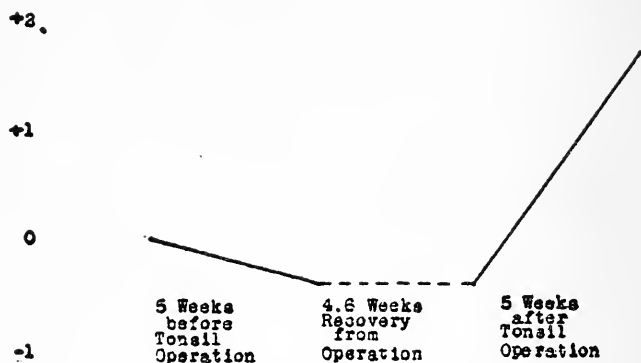 +2
+1
0
-1
5 Weeks
before
Tonsil
Operation
4.6 Weeks
Recovery
from
Operation
5 Weeks
after
Tonsil
Operation